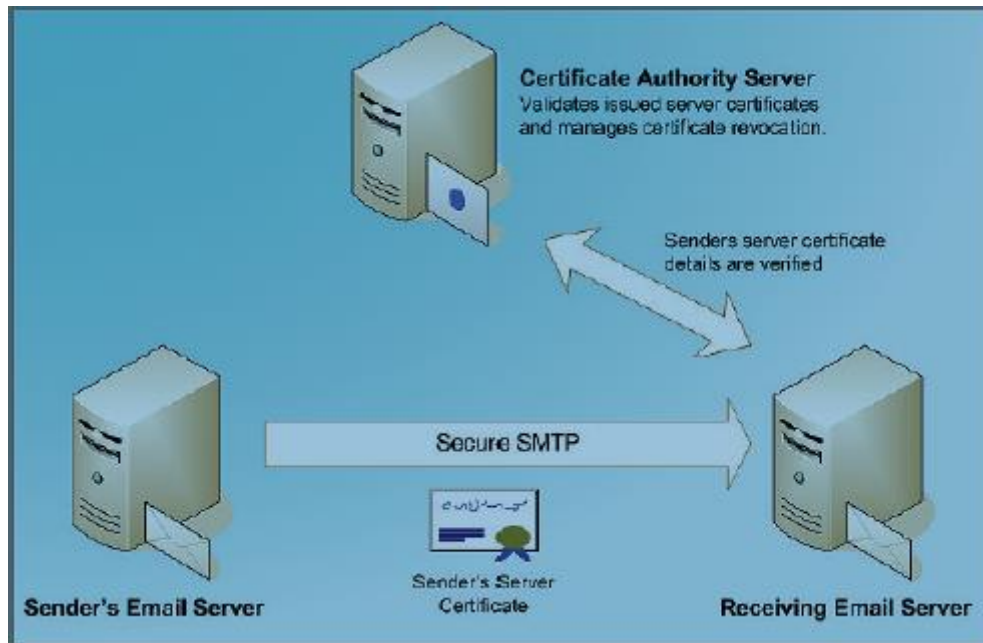 Certificate Authority Server
Validates issued server certificates
and manages certificate revocation.
Senders server certificate
details are verified
Secure SMTP
Sender's Server
Certificate
Sender's Email Server
Receiving Email Server